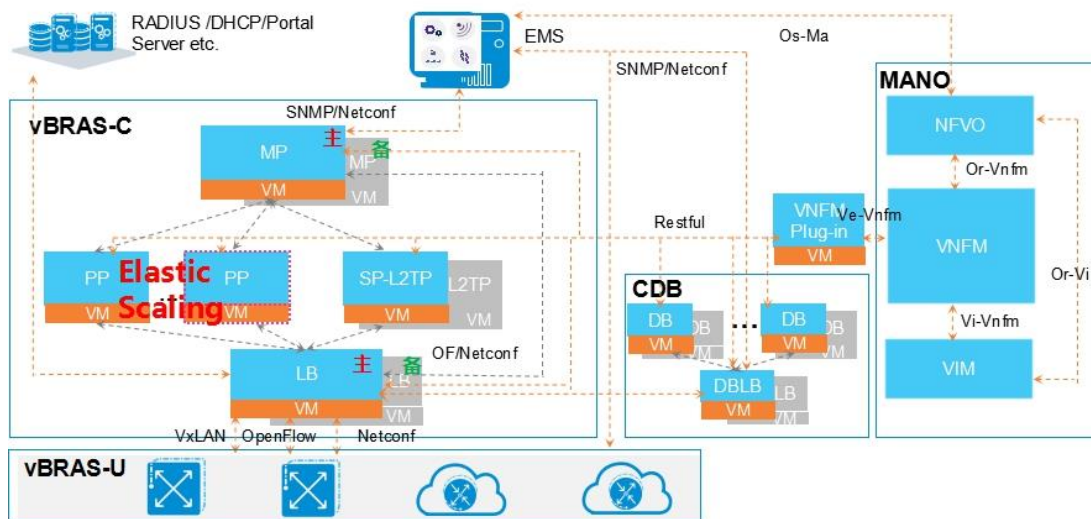 RADIUS /DHCP/Portal
Server etc.
EMS
Os-Ma
SNMP/Netconf
SNMP/Netconf
MANO
NFVO
Or-Vnfm
VNFM
Or-Vi
Vi-Vnfm
VIM
vBRAS-C
主
MP
VM
备
MP
VM
PP
VM
Elastic
Scaling
PP
VM
SP-L2TP
VM
L2TP
VM
OF/Netconf
主
LB
VM
备
LB
VM
Restful
VNFM
Plug-in
VM
Ve-Vnfm
CDB
DB
VM
DB
VM
...
DB
VM
DB
VM
DBLB
VM
LB
VM
VxLAN
OpenFlow
Netconf
vBRAS-U